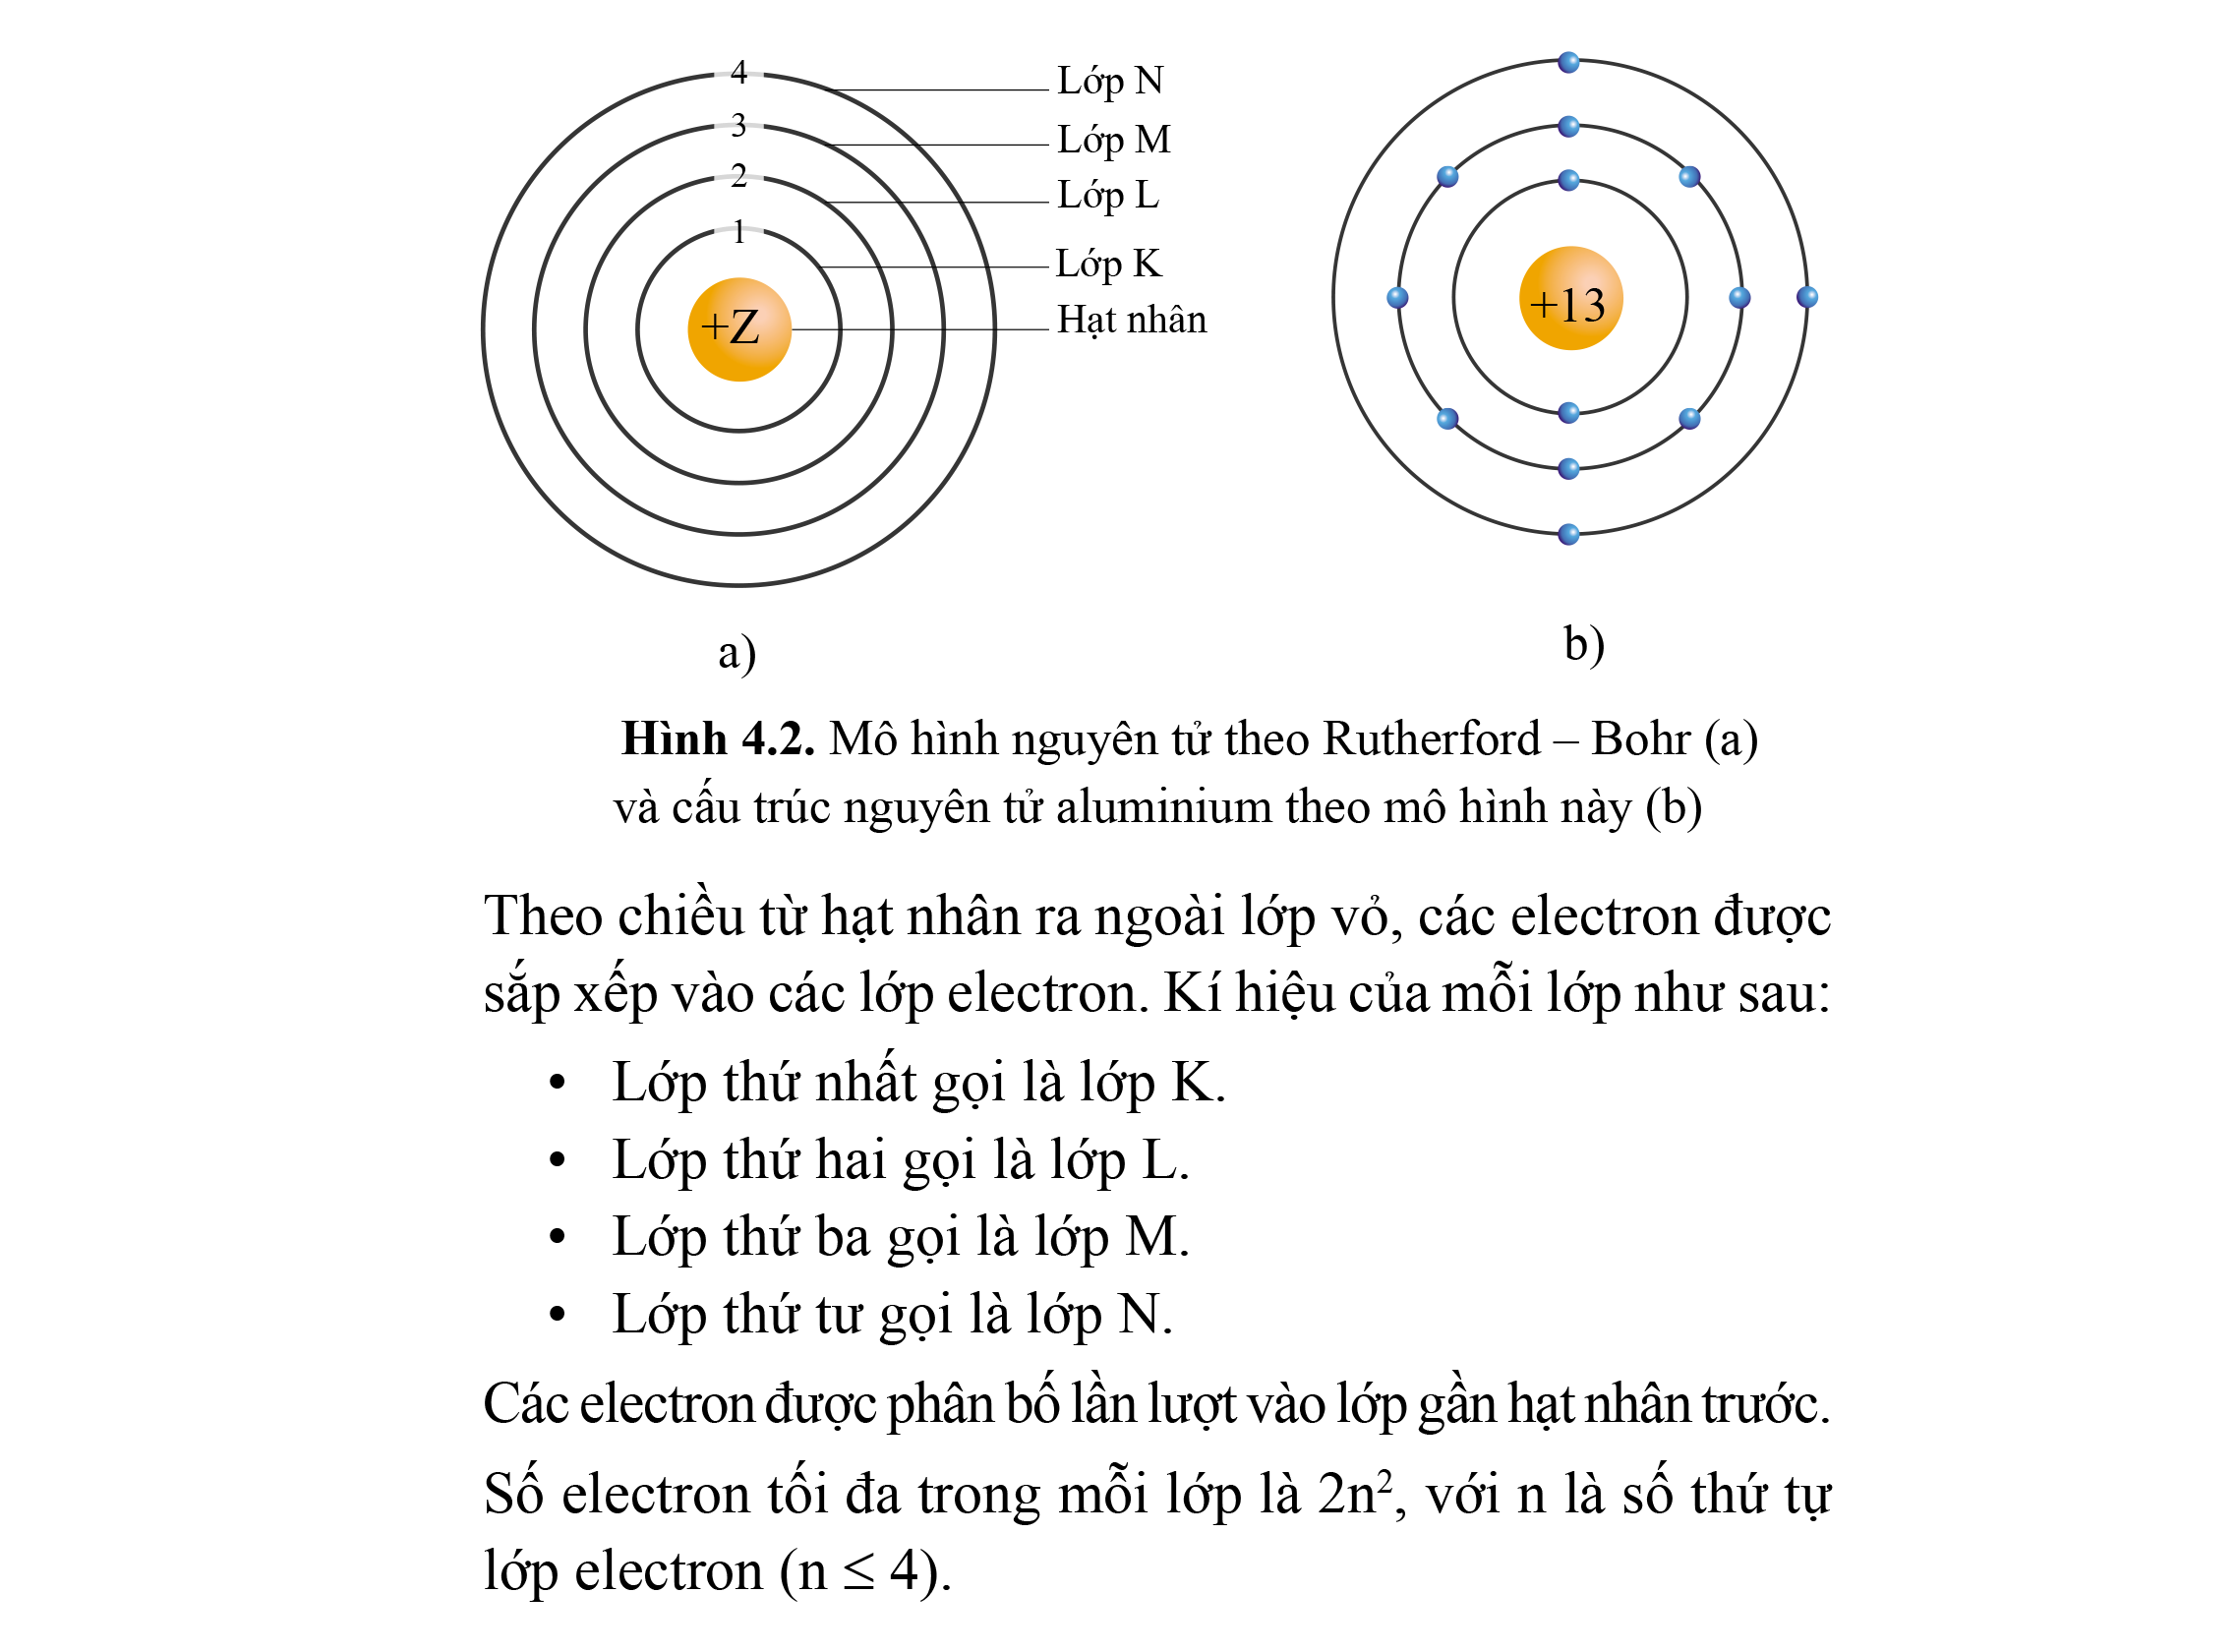 4
3
2
1
+Z
Lớp N
Lớp M
Lớp L
Lớp K
Hạt nhân
a)
+13
b)
Hình 4.2. Mô hình nguyên tử theo Rutherford – Bohr (a)
và cấu trúc nguyên tử aluminium theo mô hình này (b)
Theo chiều từ hạt nhân ra ngoài lớp vỏ, các electron được
sắp xếp vào các lớp electron. Kí hiệu của mỗi lớp như sau:
• Lớp thứ nhất gọi là lớp K.
• Lớp thứ hai gọi là lớp L.
• Lớp thứ ba gọi là lớp M.
• Lớp thứ tư gọi là lớp N.
Các electron được phân bố lần lượt vào lớp gần hạt nhân trước.
Số electron tối đa trong mỗi lớp là 2n², với n là số thứ tự
lớp electron (n ≤ 4).